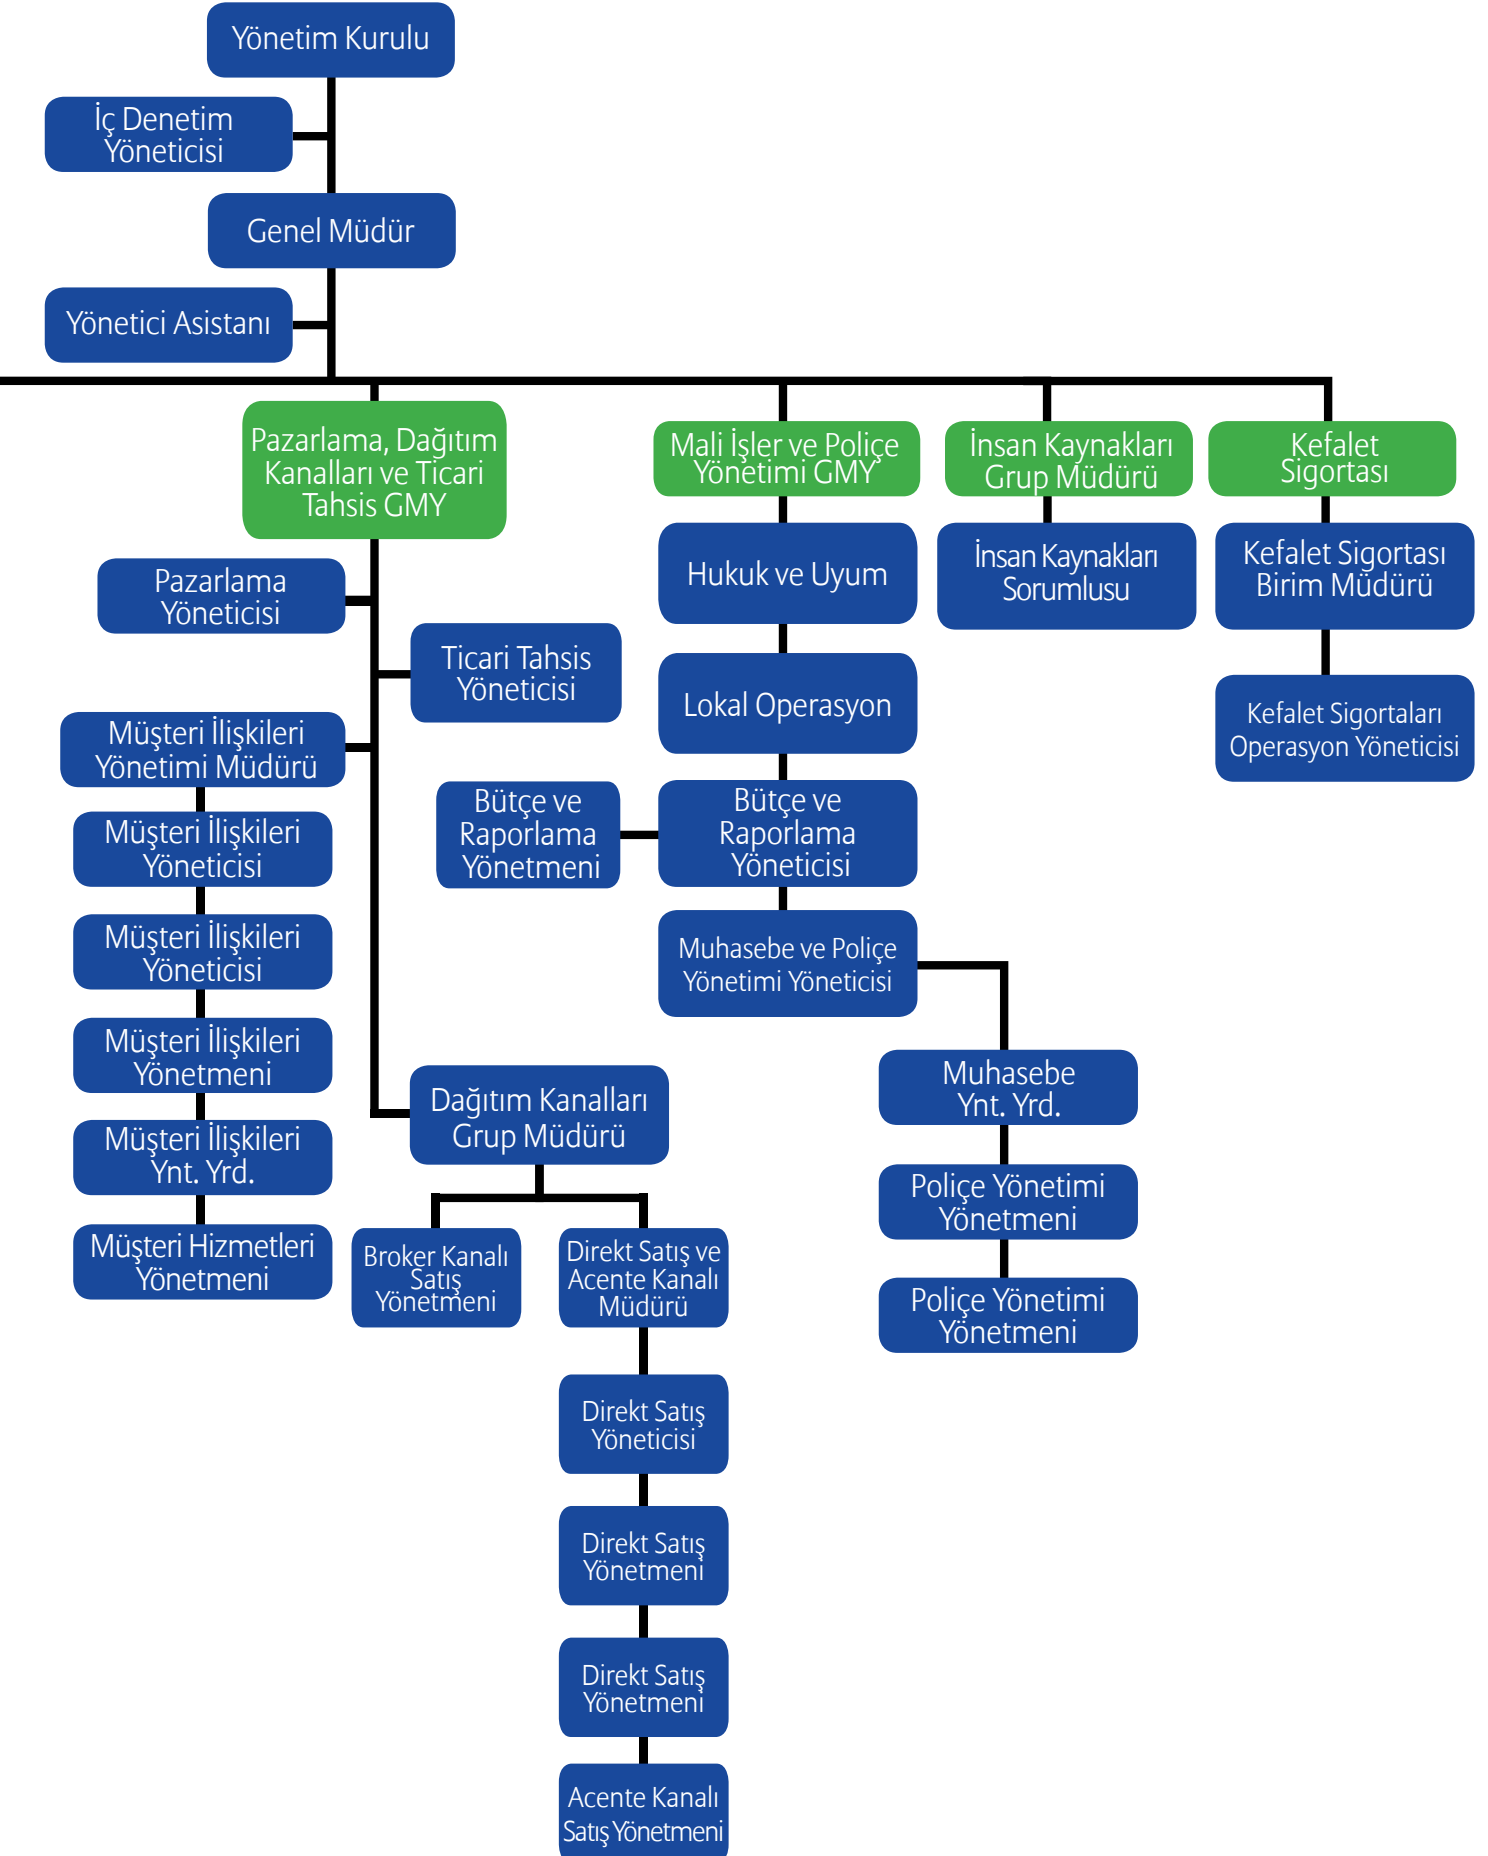 Yönetim Kurulu
İç Denetim
Yöneticisi
Genel Müdür
Yönetici Asistanı
Pazarlama, Dağıtım
Kanalları ve Ticari
Tahsis GMY
Mali İşler ve Poliçe
Yönetimi GMY
İnsan Kaynakları
Grup Müdürü
Kefalet
Sigortası
Pazarlama
Yöneticisi
Ticari Tahsis
Yöneticisi
Müşteri İlişkileri
Yönetimi Müdürü
Müşteri İlişkileri
Yöneticisi
Müşteri İlişkileri
Yöneticisi
Müşteri İlişkileri
Yönetmeni
Müşteri İlişkileri
Ynt. Yrd.
Müşteri Hizmetleri
Yönetmeni
Dağıtım Kanalları
Grup Müdürü
Broker Kanalı
Satış
Yönetmeni
Direkt Satış ve
Acente Kanalı
Müdürü
Direkt Satış
Yöneticisi
Direkt Satış
Yönetmeni
Direkt Satış
Yönetmeni
Acente Kanalı
Satış Yönetmeni
Hukuk ve Uyum
Lokal Operasyon
Bütçe ve
Raporlama
Yönetmeni
Bütçe ve
Raporlama
Yöneticisi
Muhasebe ve Poliçe
Yönetimi Yöneticisi
Muhasebe
Ynt. Yrd.
Poliçe Yönetimi
Yönetmeni
Poliçe Yönetimi
Yönetmeni
İnsan Kaynakları
Sorumlusu
Kefalet Sigortası
Birim Müdürü
Kefalet Sigortaları
Operasyon Yöneticisi